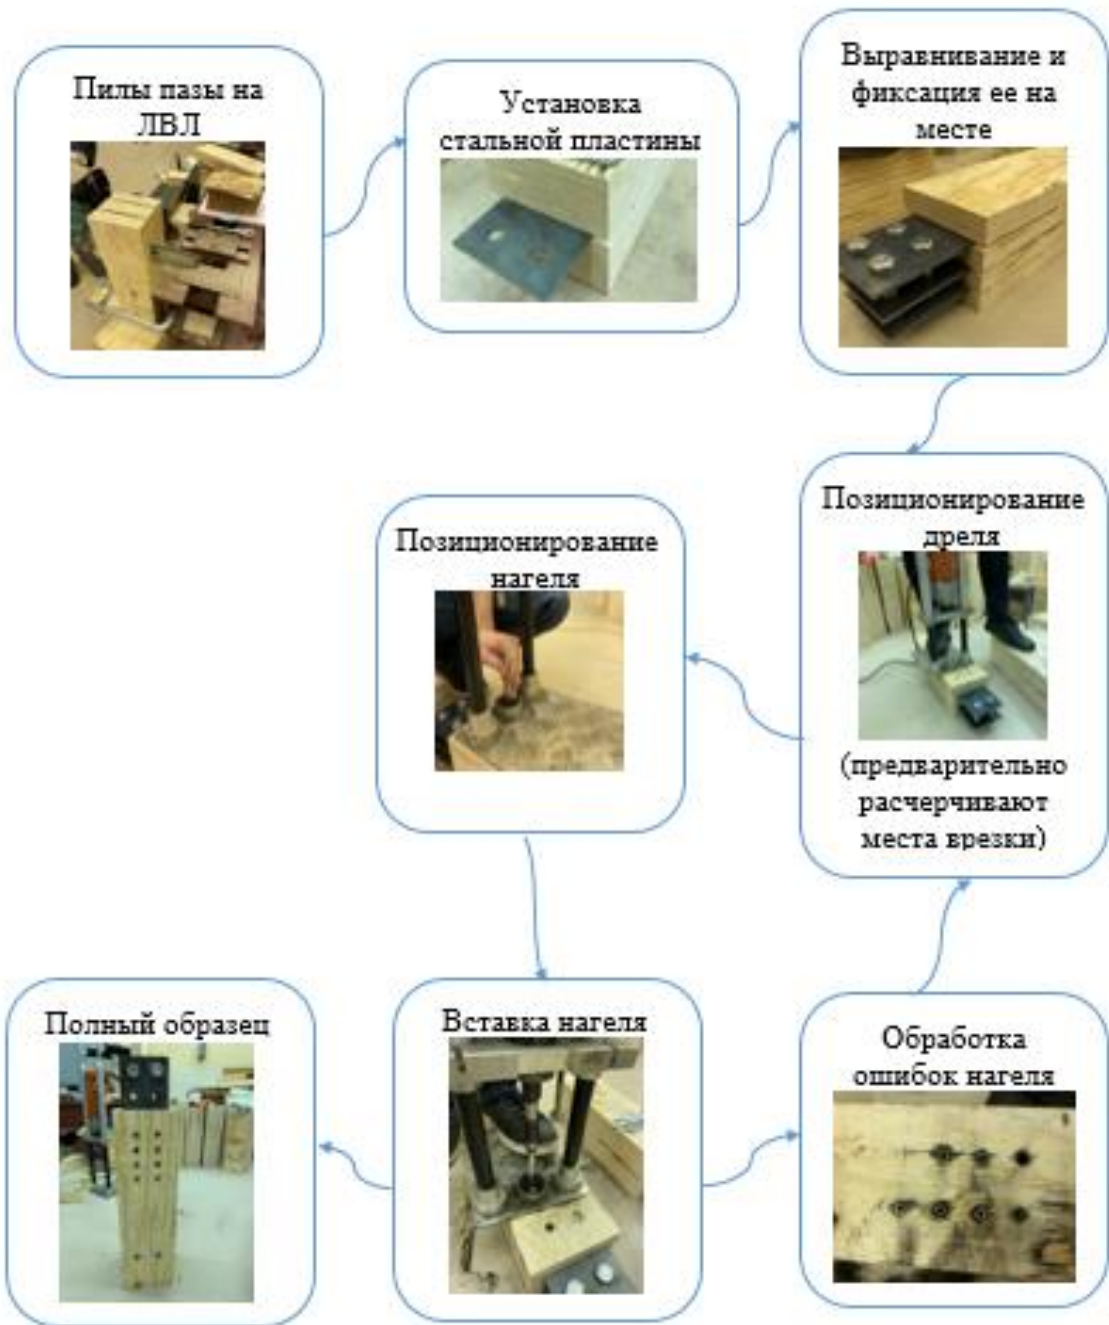 Пилы пазы на
ЛВЛ
Установка
стальной пластины
Выравнивание и
фиксация ее на
месте
Позиционирование
дреля
(предварительно
расчерчивают
места врезки)
Позиционирование
нагеля
Вставка нагеля
Полный образец
Обработка
ошибок нагеля